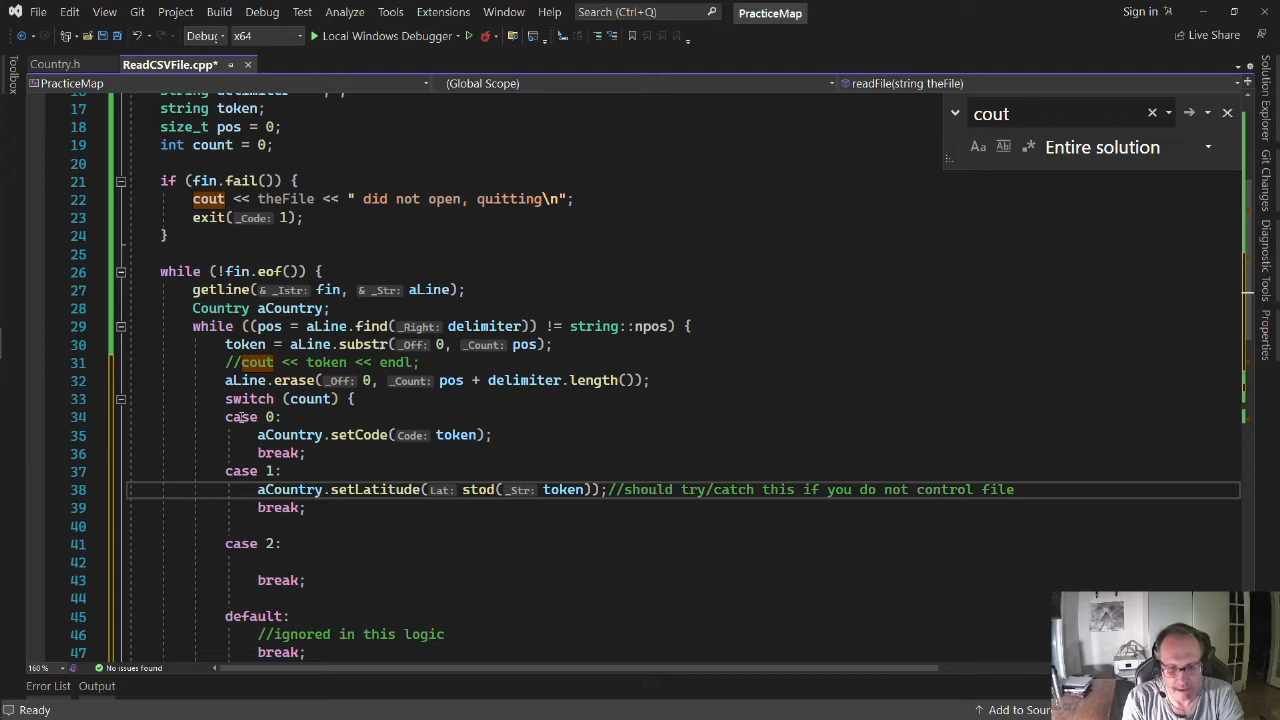 File Edit View Git Project Build Debug Test Analyze Tools Extensions Window Help Search (Ctrl+Q) PracticeMap Sign in
Debug x64 Local Windows Debugger Live Share
Country.h ReadCSVFile.cpp*
PracticeMap (Global Scope) readFile(string theFile)
cout
Entire solution
17 string token;
18 size_t pos = 0;
19 int count = 0;
20
21 if (fin.fail()) {
22 cout << theFile << " did not open, quitting\n";
23 exit(_Code: 1);
24 }
25
26 while (!fin.eof()) {
27 getline(& _Istr: fin, & _Str: aLine);
28 Country aCountry;
29 while ((pos = aLine.find(_Right: delimiter)) != string::npos) {
30 token = aLine.substr(_Off: 0, _Count: pos);
31 //cout << token << endl;
32 aLine.erase(_Off: 0, _Count: pos + delimiter.length());
33 switch (count) {
34 case 0:
35 aCountry.setCode(Code: token);
36 break;
37 case 1:
38 aCountry.setLatitude(Lat: stod(_Str: token));//should try/catch this if you do not control file
39 break;
40
41 case 2:
42
43 break;
44
45 default:
46 //ignored in this logic
47 break;
160 % No issues found
Error List Output
Ready Add to Sour
Toolbox
Solution Explorer
Git Changes
Diagnostic Tools
Properties